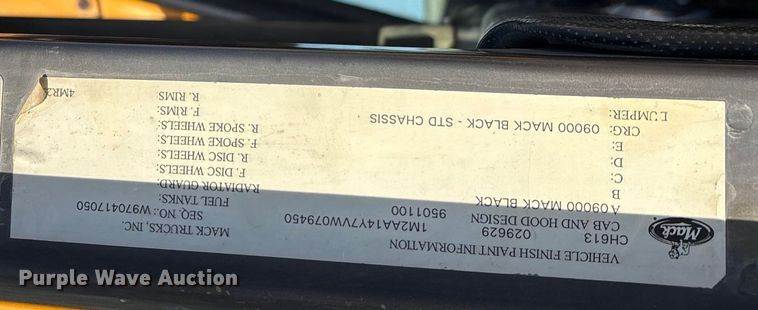 Mack
VEHICLE FINISH PAINT INFORMATION
MACK TRUCKS, INC.
CH613 029629 1M2AA14Y7VW079450 SEQ. NO.: W970417050
CAB AND HOOD DESIGN 9501100 FUEL TANKS:
A 09000 MACK BLACK RADIATOR GUARD:
B F. DISC WHEELS:
C: R. DISC WHEELS:
D: F. SPOKE WHEELS:
E: R. SPOKE WHEELS:
CRG: 09000 MACK BLACK - STD CHASSIS F. RIMS:
R. RIMS:
Purple Wave Auction